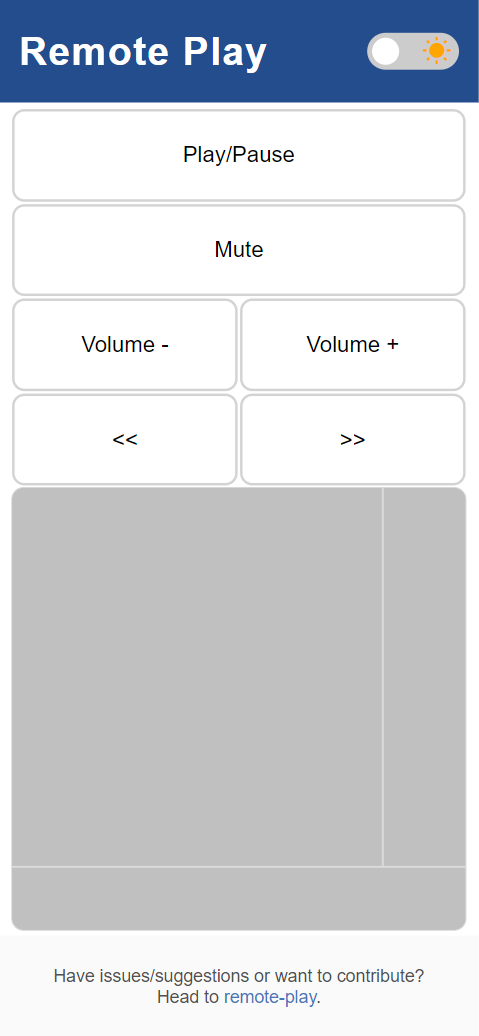 Remote Play
Play/Pause
Mute
Volume -
Volume +
<<
>>
Have issues/suggestions or want to contribute?
Head to remote-play.